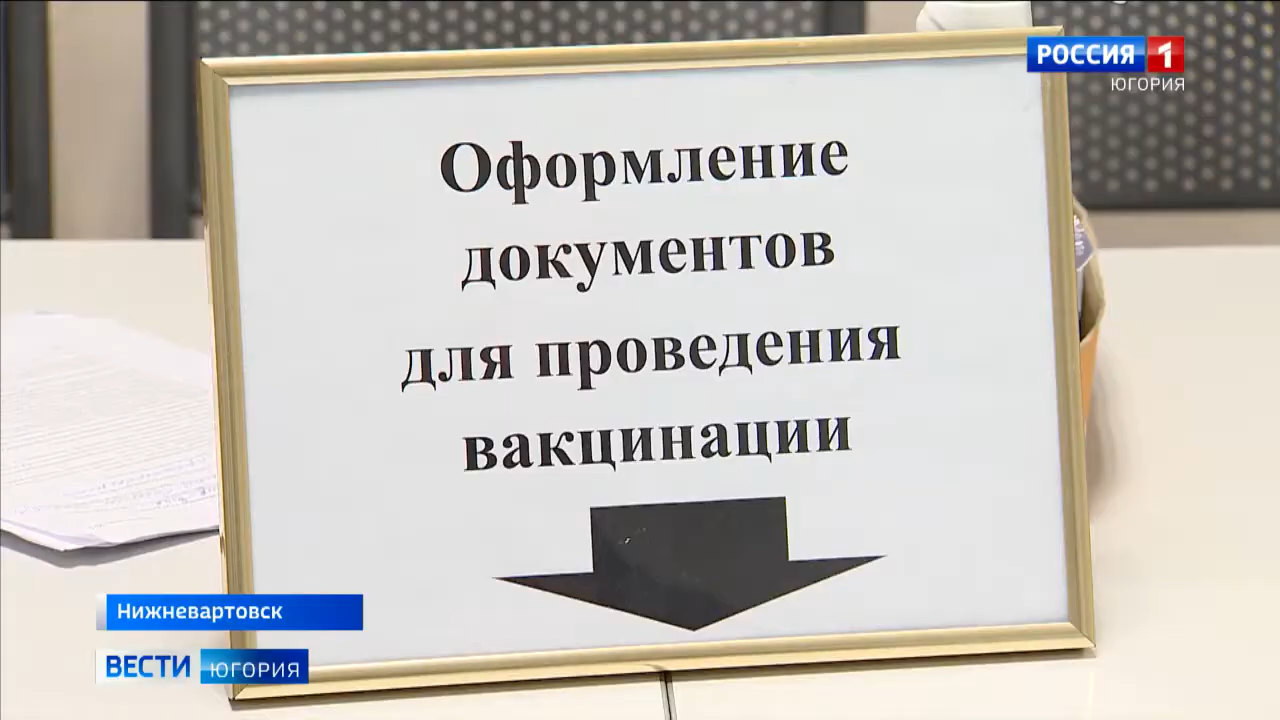 РОССИЯ 1
ЮГОРИЯ
Оформление
документов
для проведения
вакцинации
Нижневартовск
ВЕСТИ ЮГОРИЯ